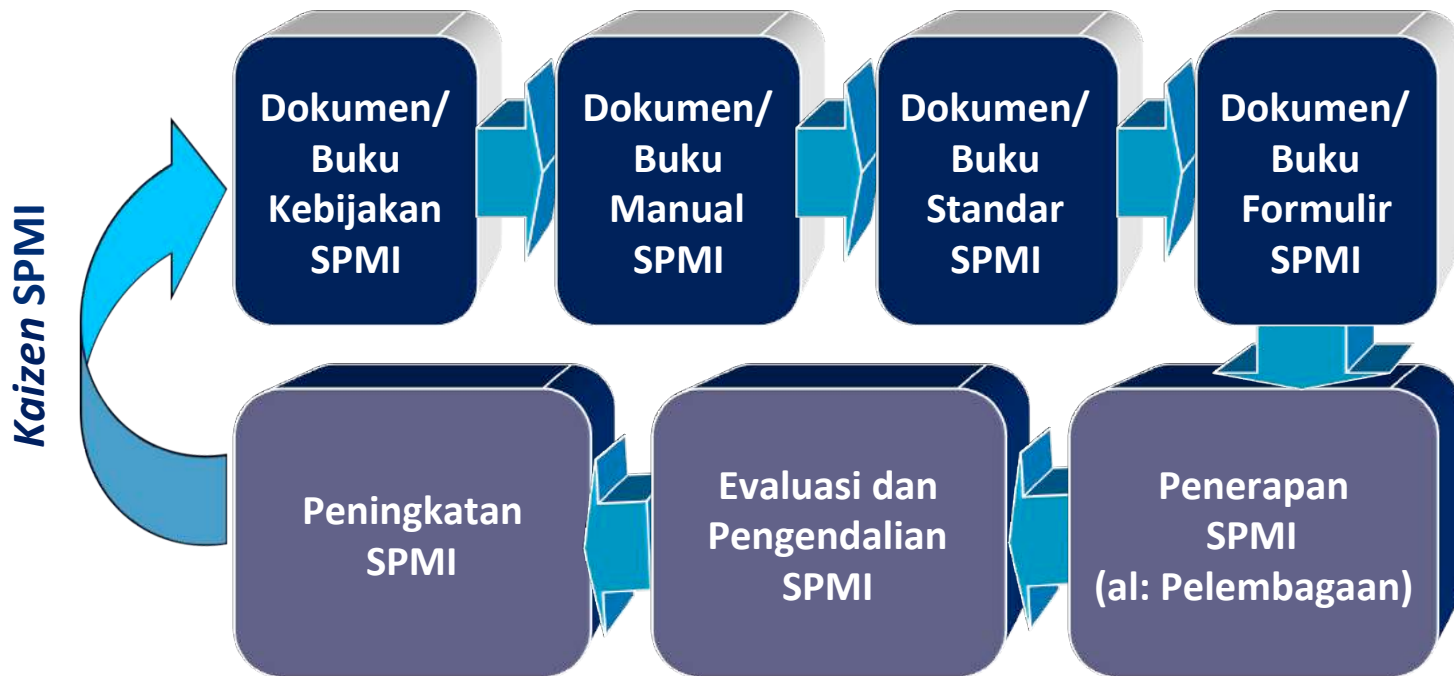 Kaizen SPMI
Dokumen/
Buku
Kebijakan
SPMI
Dokumen/
Buku
Manual
SPMI
Dokumen/
Buku
Standar
SPMI
Dokumen/
Buku
Formulir
SPMI
Penerapan
SPMI
(al: Pelembagaan)
Evaluasi dan
Pengendalian
SPMI
Peningkatan
SPMI